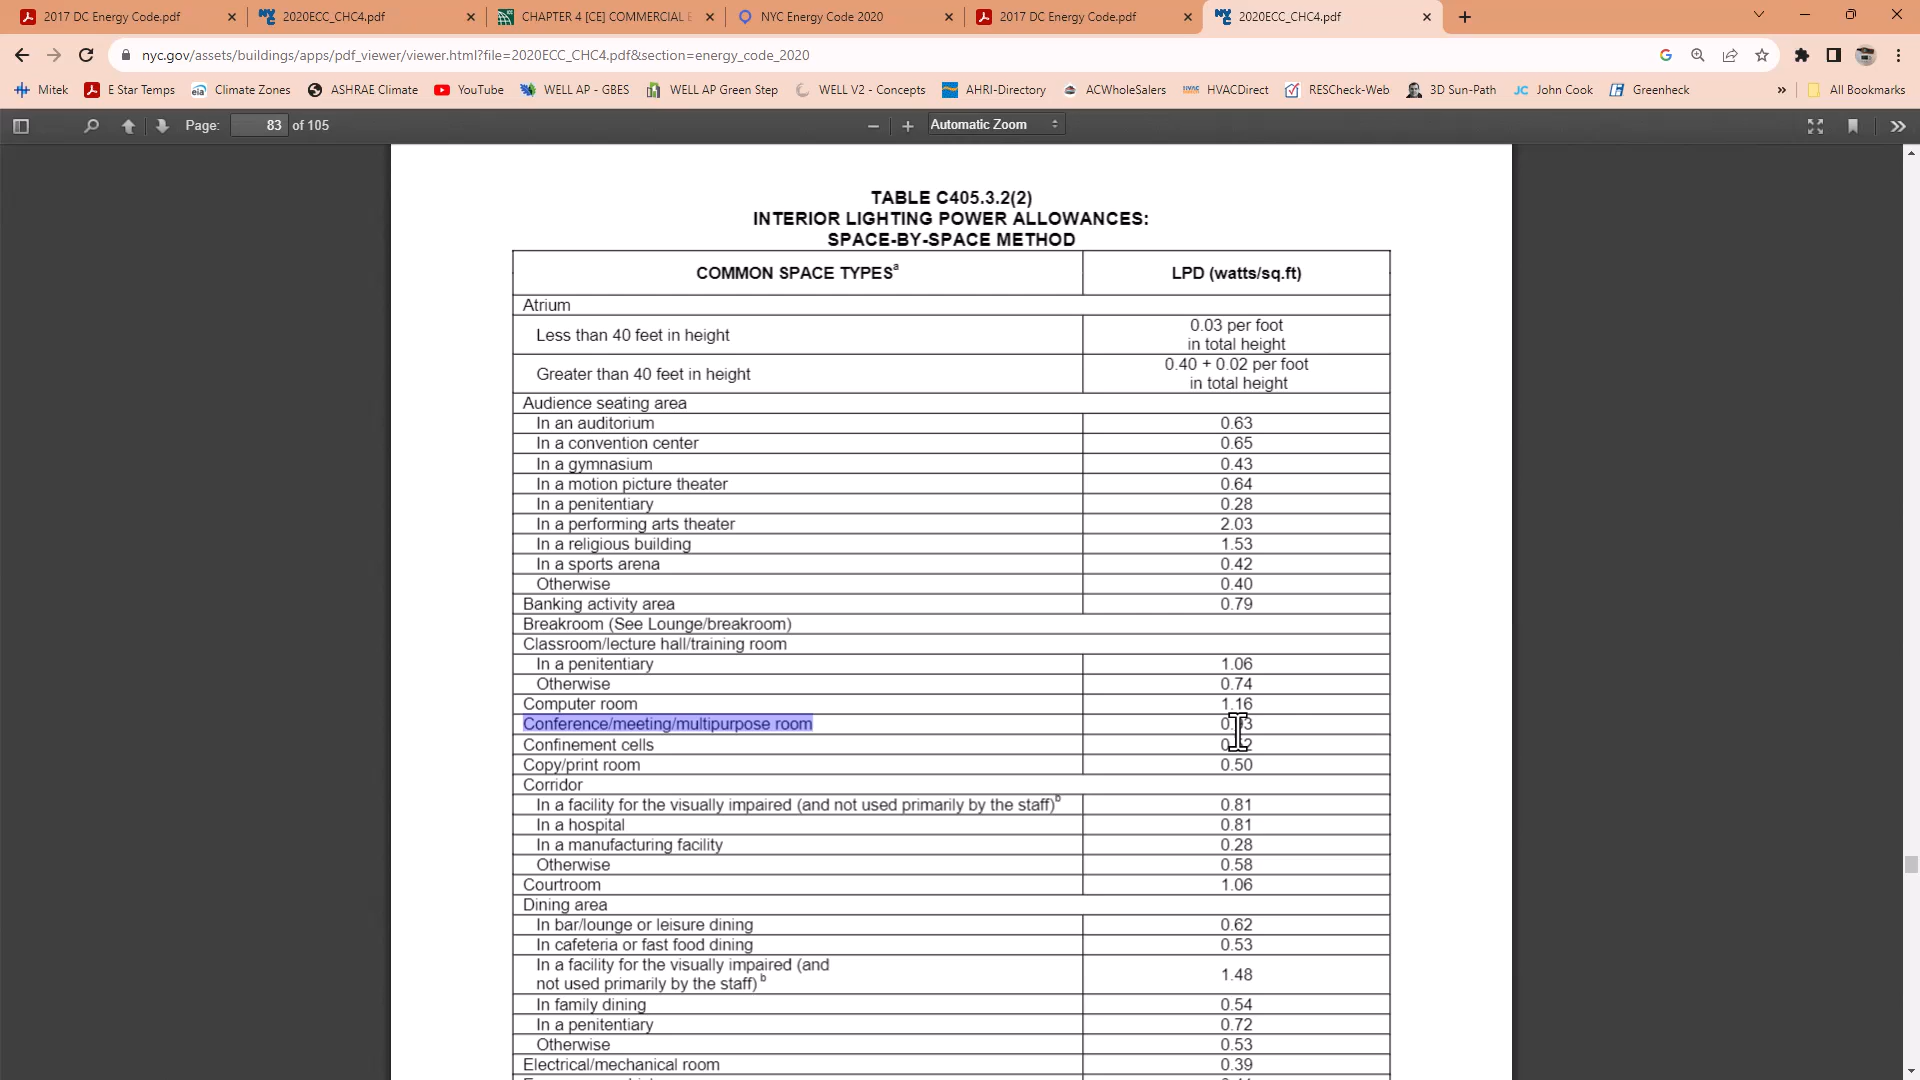 2017 DC Energy Code.pdf
2020ECC_CHC4.pdf
CHAPTER 4 [CE] COMMERCIAL E
NYC Energy Code 2020
2017 DC Energy Code.pdf
2020ECC_CHC4.pdf
nyc.gov/assets/buildings/apps/pdf_viewer/viewer.html?file=2020ECC_CHC4.pdf&section=energy_code_2020
Mitek
E Star Temps
Climate Zones
ASHRAE Climate
YouTube
WELL AP - GBES
WELL AP Green Step
WELL V2 - Concepts
AHRI-Directory
ACWholeSalers
HVACDirect
RESCheck-Web
3D Sun-Path
JC John Cook
Greenheck
» All Bookmarks
Page: 83 of 105
Automatic Zoom
TABLE C405.3.2(2)
INTERIOR LIGHTING POWER ALLOWANCES:
SPACE-BY-SPACE METHOD
COMMON SPACE TYPESa LPD (watts/sq.ft)
Atrium
Less than 40 feet in height 0.03 per foot
in total height
Greater than 40 feet in height 0.40 + 0.02 per foot
in total height
Audience seating area
In an auditorium 0.63
In a convention center 0.65
In a gymnasium 0.43
In a motion picture theater 0.64
In a penitentiary 0.28
In a performing arts theater 2.03
In a religious building 1.53
In a sports arena 0.42
Otherwise 0.40
Banking activity area 0.79
Breakroom (See Lounge/breakroom)
Classroom/lecture hall/training room
In a penitentiary 1.06
Otherwise 0.74
Computer room 1.16
Conference/meeting/multipurpose room
Confinement cells
Copy/print room 0.50
Corridor
In a facility for the visually impaired (and not used primarily by the staff)b 0.81
In a hospital 0.81
In a manufacturing facility 0.28
Otherwise 0.58
Courtroom 1.06
Dining area
In bar/lounge or leisure dining 0.62
In cafeteria or fast food dining 0.53
In a facility for the visually impaired (and
not used primarily by the staff) b 1.48
In family dining 0.54
In a penitentiary 0.72
Otherwise 0.53
Electrical/mechanical room 0.39